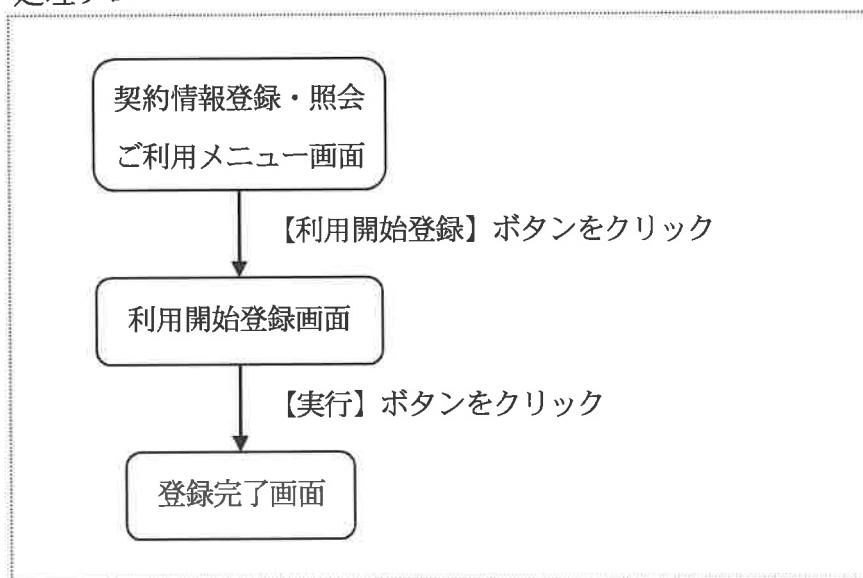 契約情報登録・照会
ご利用メニュー画面
【利用開始登録】ボタンをクリック
利用開始登録画面
【実行】ボタンをクリック
登録完了画面